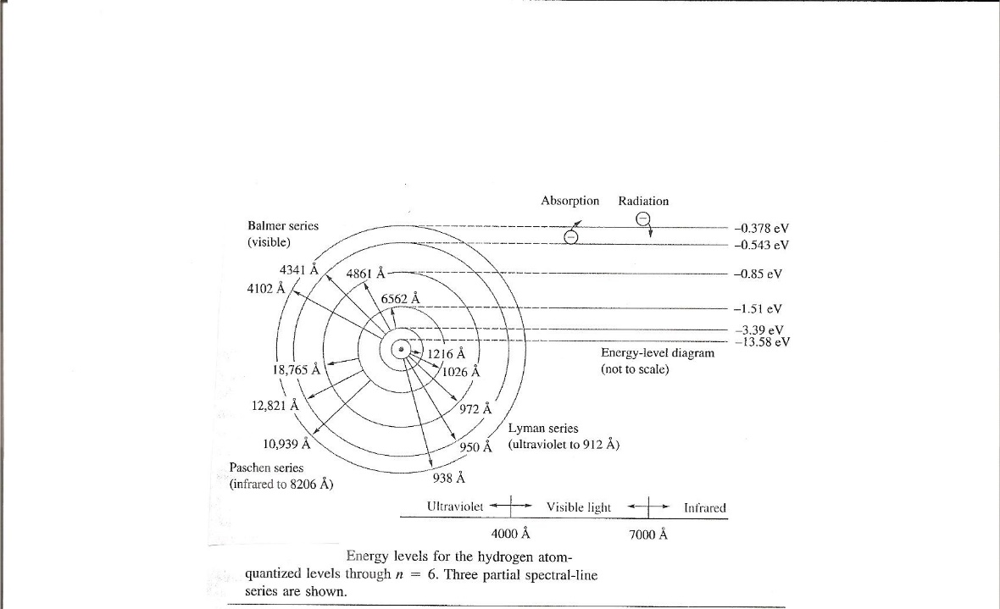 Absorption Radiation
Balmer series
(visible)
−0.378 eV
−0.543 eV
4341 Å
4861 Å
−0.85 eV
4102 Å
6562 Å
−1.51 eV
−3.39 eV
−13.58 eV
1216 Å
Energy-level diagram
(not to scale)
18,765 Å
1026 Å
12,821 Å
972 Å
Lyman series
(ultraviolet to 912 Å)
10,939 Å
950 Å
Paschen series
(infrared to 8206 Å)
938 Å
Ultraviolet Visible light Infrared
4000 Å 7000 Å
Energy levels for the hydrogen atom-
quantized levels through n = 6. Three partial spectral-line
series are shown.